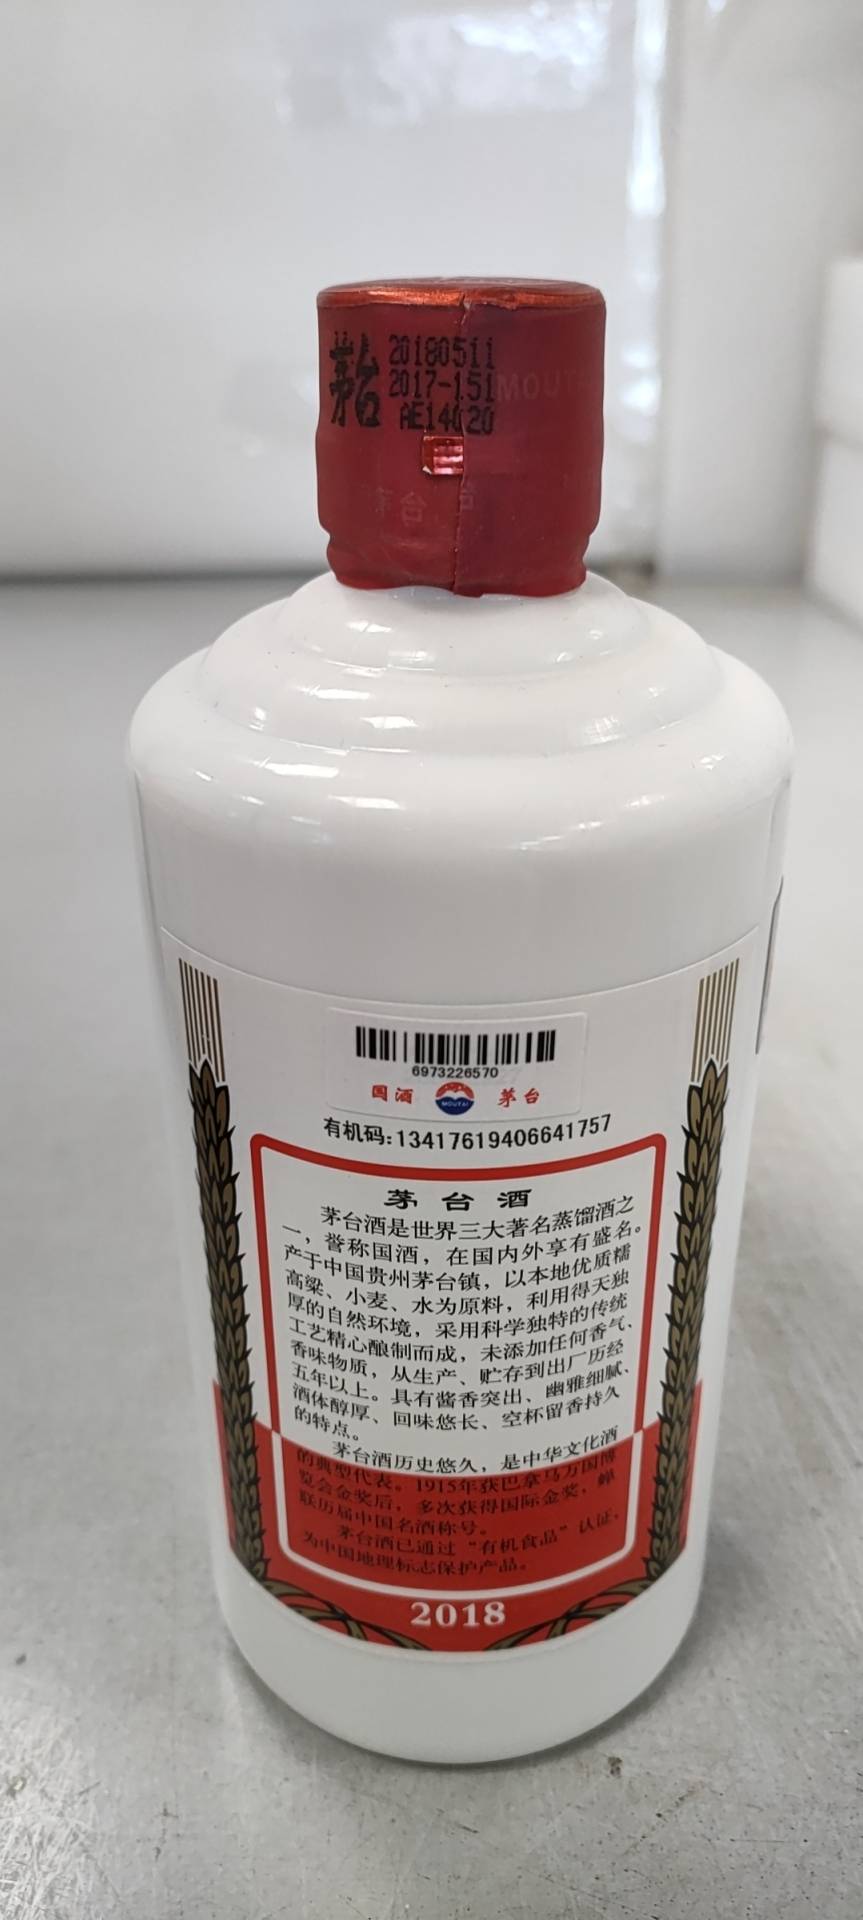 茅台
20180511
2017-151
AE14020
MOUTA
台
6973226570
国酒 MOUTAI 茅台
有机码:13417619406641757
茅台酒
茅台酒是世界三大著名蒸馏酒之
一，誉称国酒，在国内外享有盛名。
产于中国贵州茅台镇，以本地优质糯
高粱、小麦、水为原料，利用得天独
厚的自然环境，采用科学独特的传统
工艺精心酿制而成，未添加任何香气、
香味物质，从生产、贮存到出厂历经
五年以上。具有酱香突出、幽雅细腻、
酒体醇厚、回味悠长、空杯留香持久
的特点。
茅台酒历史悠久，是中华文化酒
的典型代表。1915年获巴拿马万国博
览会金奖后，多次获得国际金奖，蝉
联历届中国名酒称号。
茅台酒已通过“有机食品”认证，
为中国地理标志保护产品。
2018